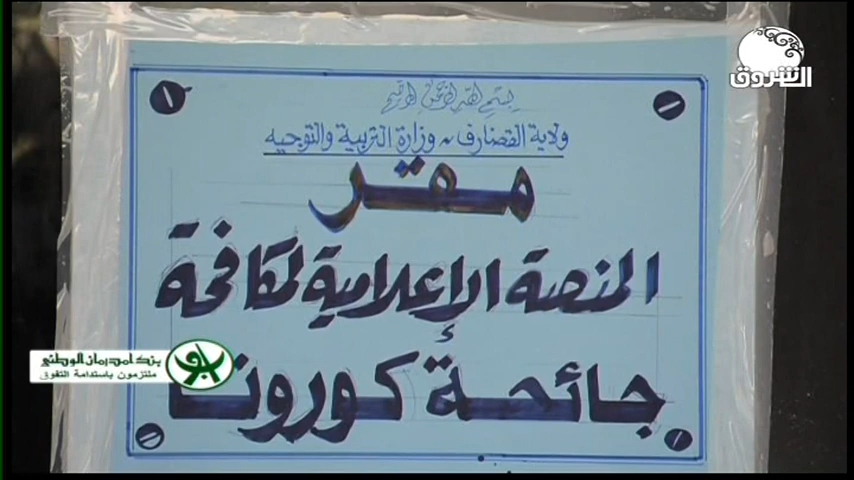 الشروق
بسم الله الرحمن الرحيم
ولاية القضارف ~ وزارة التربية والتوجيه
مقر
المنصة الإعلامية لمكافحة
جائحة كورونا
بنك امدرمان الوطني
ملتزمون باستدامة التفوق